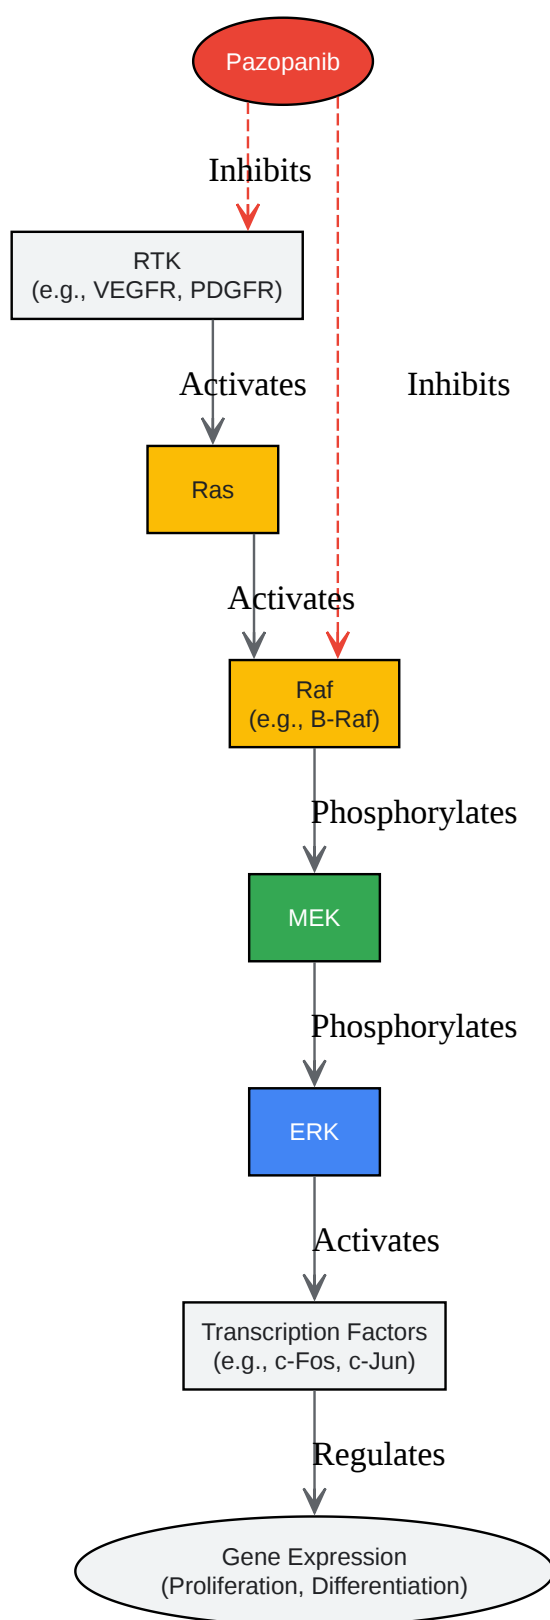 Pazopanib
Inhibits
RTK
(e.g., VEGFR, PDGFR)
Activates
Inhibits
Ras
Activates
Raf
(e.g., B-Raf)
Phosphorylates
MEK
Phosphorylates
ERK
Activates
Transcription Factors
(e.g., c-Fos, c-Jun)
Regulates
Gene Expression
(Proliferation, Differentiation)